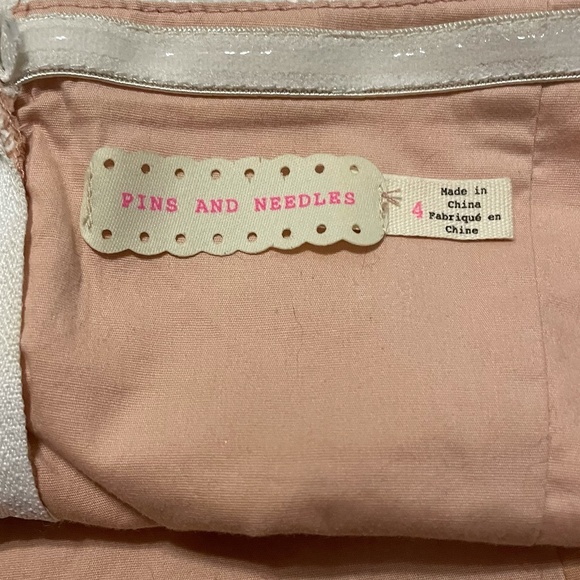 PINS AND NEEDLES
4
Made in
China
Fabriqué en
Chine